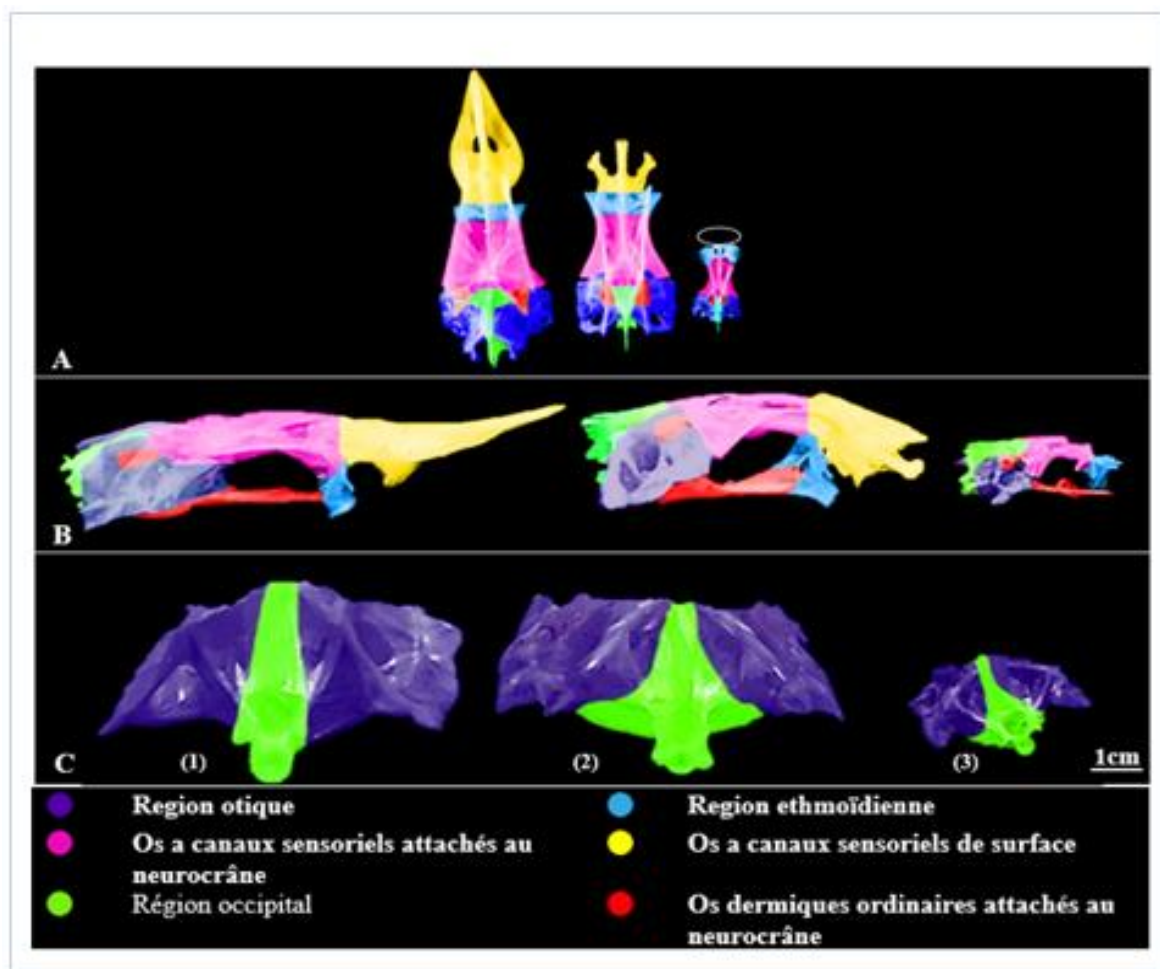 A
B
C
(1)
(2)
(3)
1cm
Region otique
Region ethmoïdienne
Os a canaux sensoriels attachés au
neurocrâne
Os a canaux sensoriels de surface
Région occipital
Os dermiques ordinaires attachés au
neurocrâne